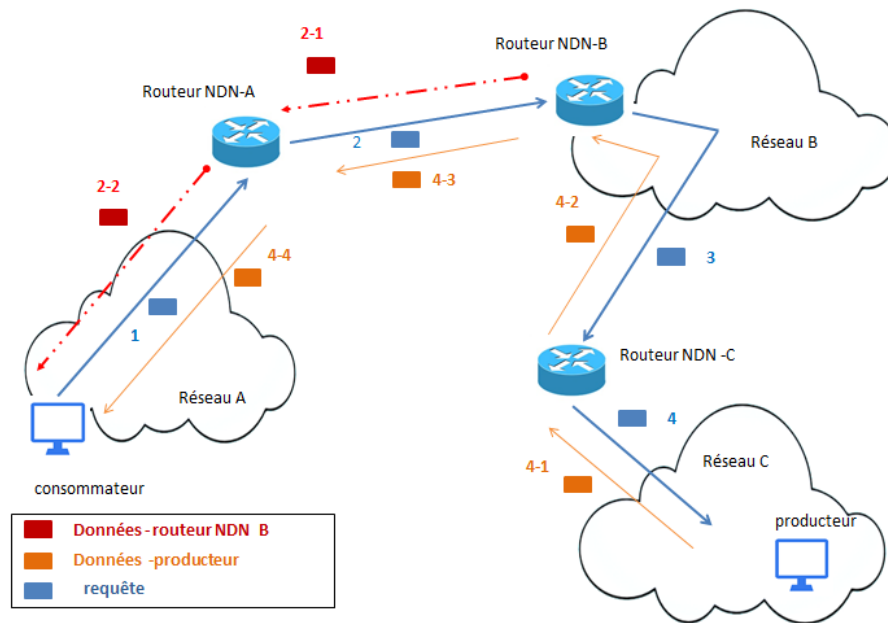 2-1
Routeur NDN-B
Routeur NDN-A
2
Réseau B
4-3
2-2
4-2
4-4
3
1
Routeur NDN -C
Réseau A
4
4-1
Réseau C
consommateur
producteur
Données-routeur NDN B
Données -producteur
requête